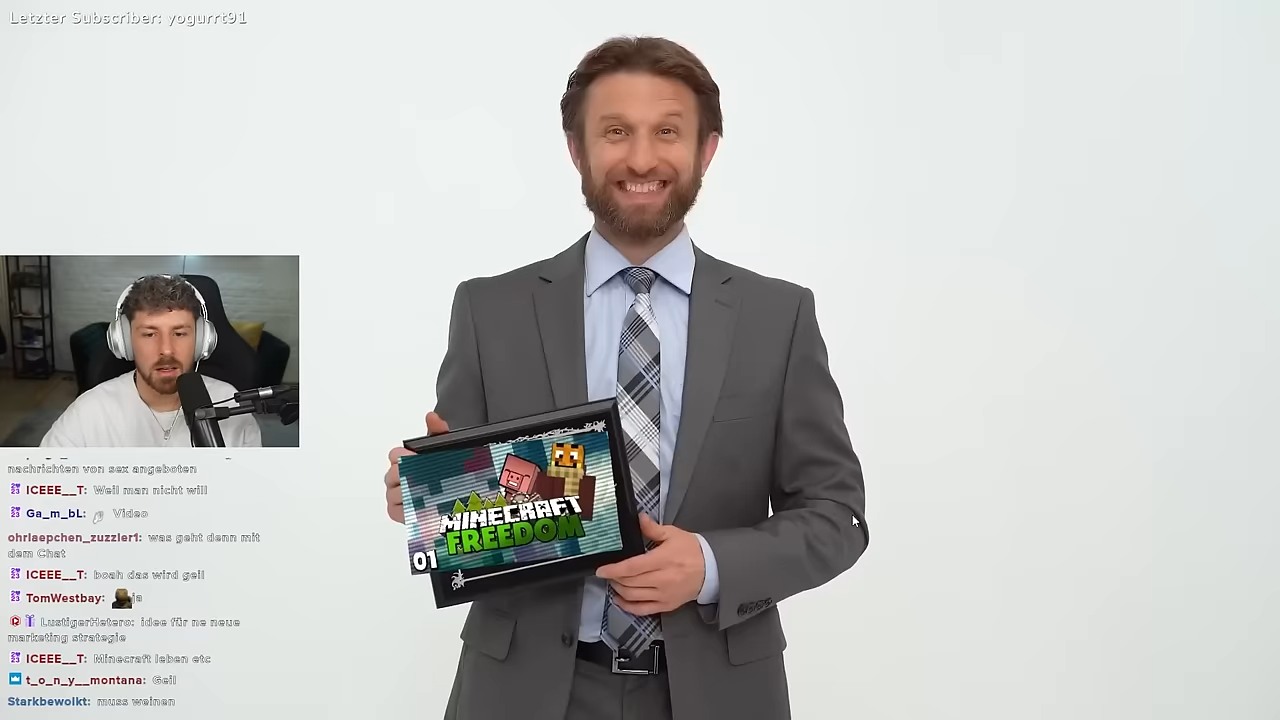 Letzter Subscriber: yogurrt91
MINECRAFT
FREEDOM
01
nachrichten von sex angeboten
ICEEE__T: Weil man nicht will
Ga_m_bL: Video
ohrlaepchen_zuzzler1: was geht denn mit
dem Chat
ICEEE__T: boah das wird geil
TomWestbay: ja
LustigerHetero: idee für ne neue
marketing strategie
ICEEE__T: Minecraft leben etc
t_o_n_y__montana: Geil
Starkbewolkt: muss weinen